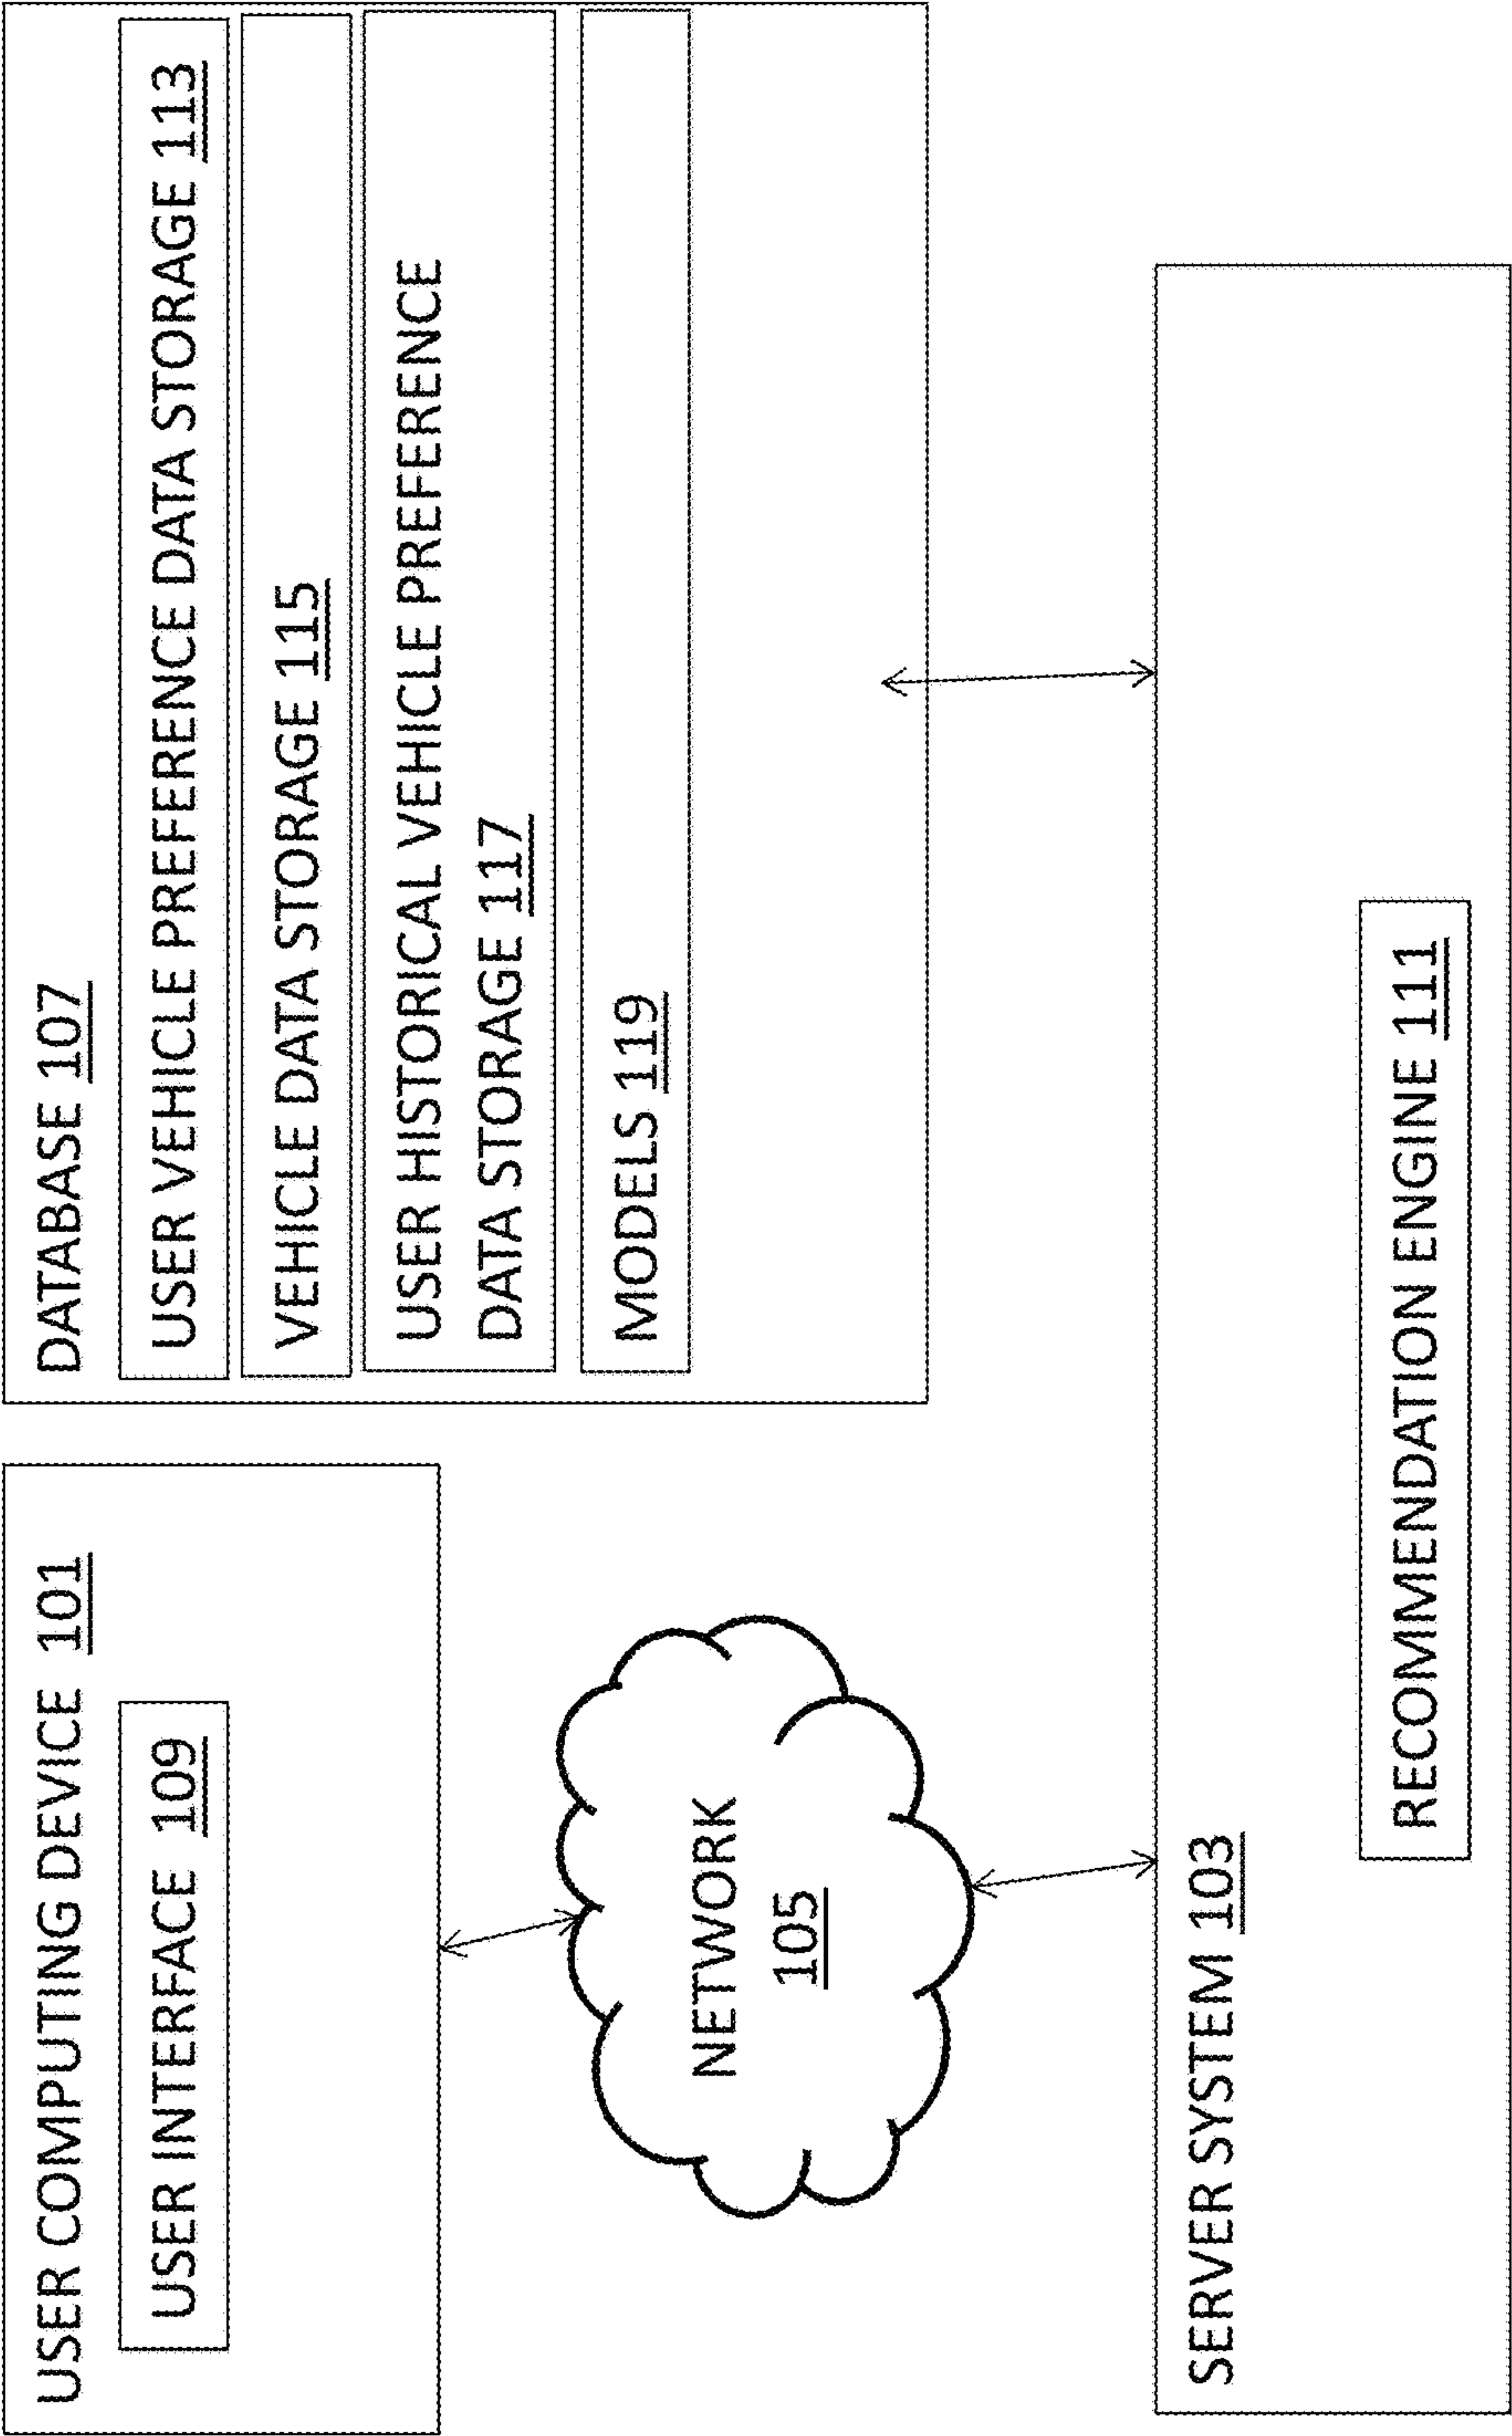 USER COMPUTING DEVICE 101
USER INTERFACE 109
DATABASE 107
USER VEHICLE PREFERENCE DATA STORAGE 113
VEHICLE DATA STORAGE 115
USER HISTORICAL VEHICLE PREFERENCE
DATA STORAGE 117
MODELS 119
NETWORK
105
SERVER SYSTEM 103
RECOMMENDATION ENGINE 111